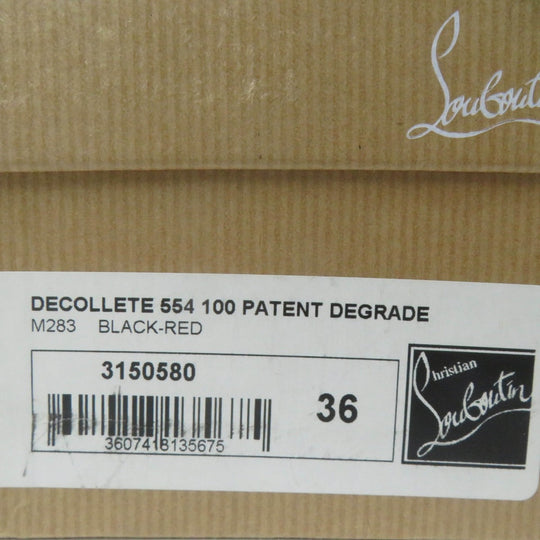 Louboutin
DECOLLETE 554 100 PATENT DEGRADE
M283 BLACK-RED
3150580
36
3607418135675
Christian
Louboutin